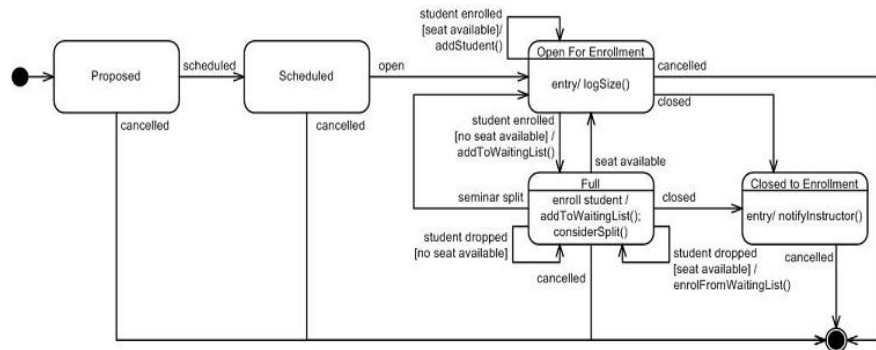 student enrolled
[seat available]/
addStudent()
Proposed
scheduled
Scheduled
open
Open For Enrollment
entry/ logSize()
cancelled
closed
cancelled
cancelled
student enrolled
[no seat available] /
addToWaitingList()
seat available
seminar split
Full
enroll student /
addToWaitingList();
considerSplit()
closed
Closed to Enrollment
entry/ notifyInstructor()
student dropped
[no seat available]
cancelled
student dropped
[seat available] /
enrolFromWaitingList()
cancelled